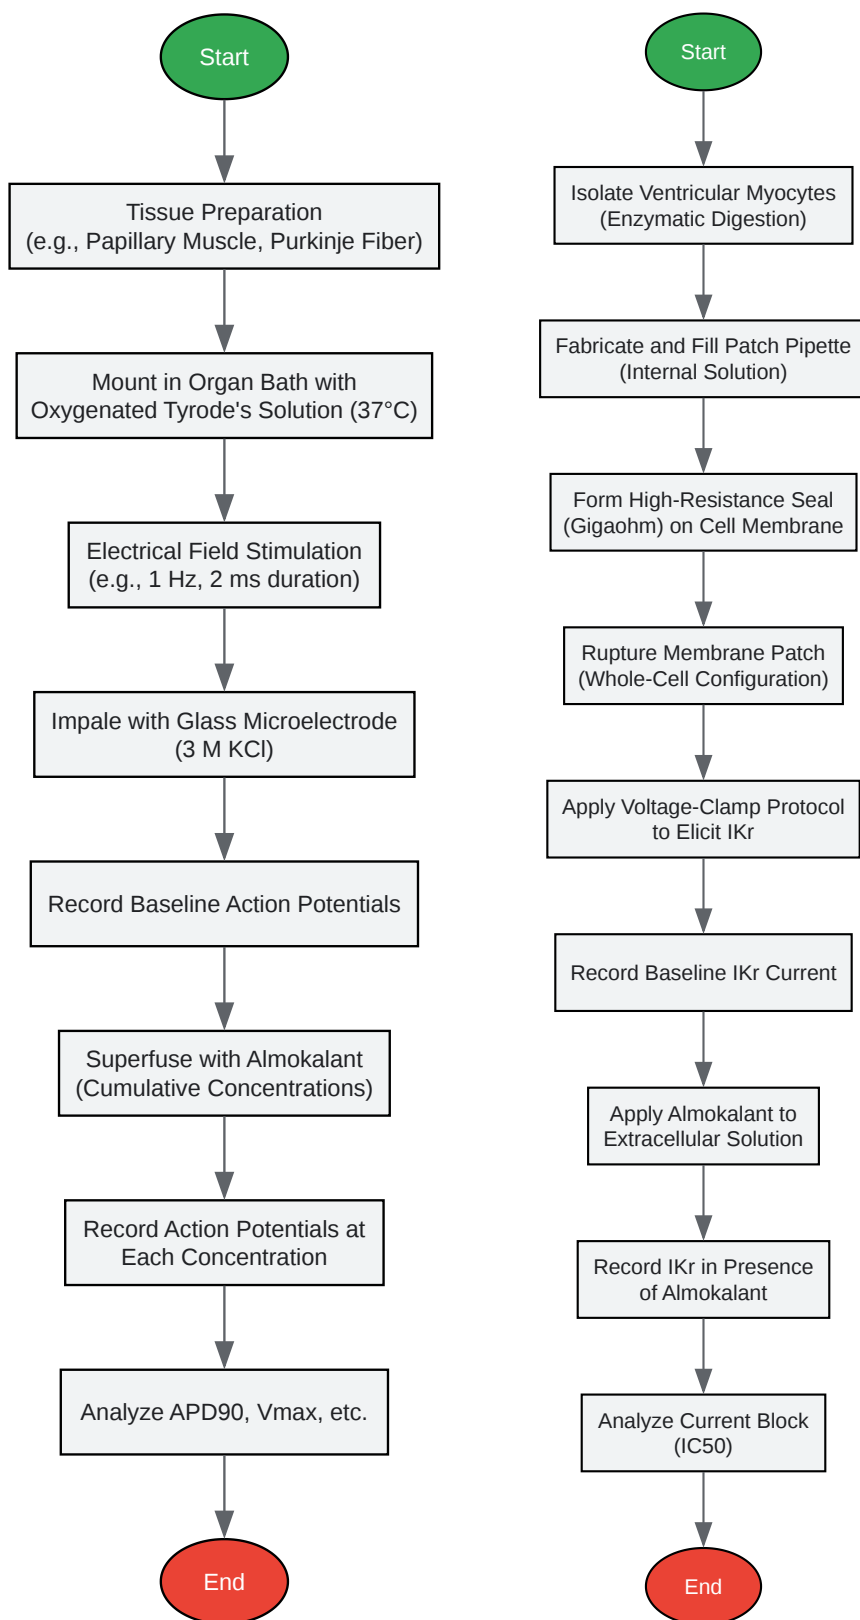 Start
Tissue Preparation
(e.g., Papillary Muscle, Purkinje Fiber)
Mount in Organ Bath with
Oxygenated Tyrode's Solution (37°C)
Electrical Field Stimulation
(e.g., 1 Hz, 2 ms duration)
Impale with Glass Microelectrode
(3 M KCl)
Record Baseline Action Potentials
Superfuse with Almokalant
(Cumulative Concentrations)
Record Action Potentials at
Each Concentration
Analyze APD90, Vmax, etc.
End
Start
Isolate Ventricular Myocytes
(Enzymatic Digestion)
Fabricate and Fill Patch Pipette
(Internal Solution)
Form High-Resistance Seal
(Gigaohm) on Cell Membrane
Rupture Membrane Patch
(Whole-Cell Configuration)
Apply Voltage-Clamp Protocol
to Elicit IKr
Record Baseline IKr Current
Apply Almokalant to
Extracellular Solution
Record IKr in Presence
of Almokalant
Analyze Current Block
(IC50)
End